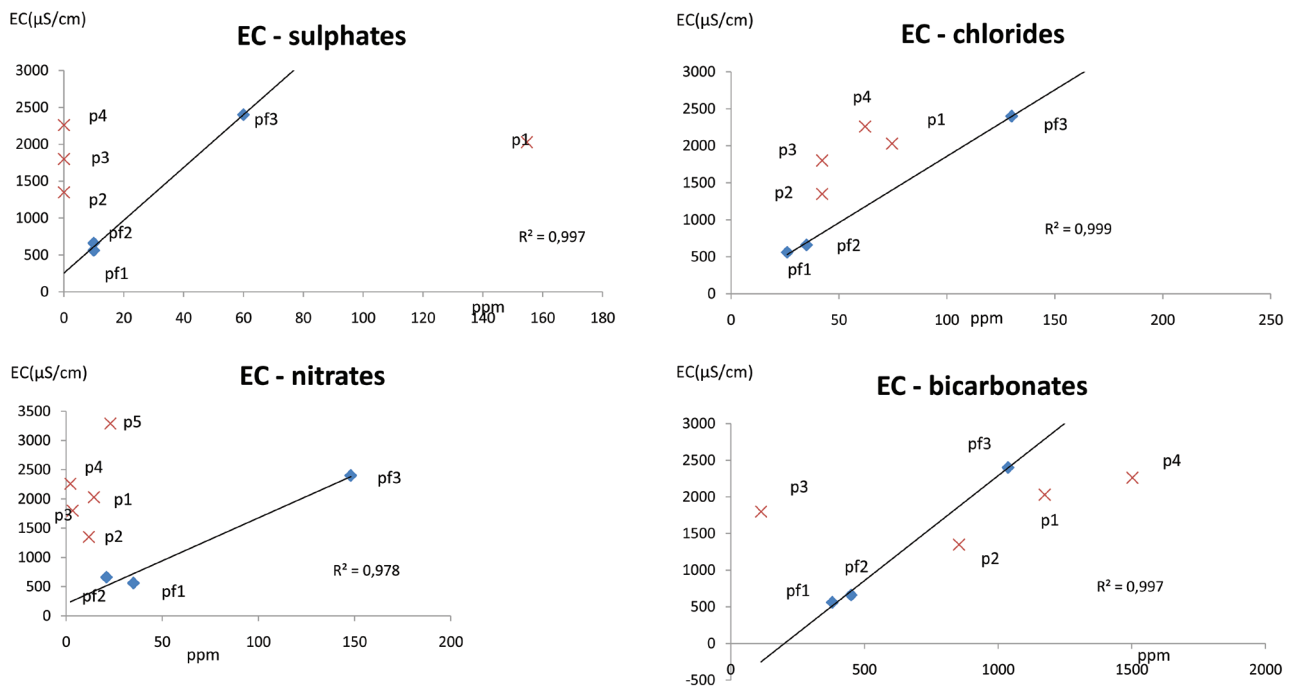 EC(µS/cm)
EC - sulphates
3000
2500
2000
1500
1000
500
0
p4
p3
p2
pf2
pf1
pf3
p1
R² = 0,997
ppm
0 20 40 60 80 100 120 140 160 180
EC(µS/cm)
EC - chlorides
3000
2500
2000
1500
1000
500
0
p4
p1
p3
p2
pf3
pf2
pf1
R² = 0,999
0 50 100 150 200 250
ppm
EC(µS/cm)
EC - nitrates
3500
3000
2500
2000
1500
1000
500
0
p5
p4
p1
p3
p2
pf3
pf2
pf1
R² = 0,978
0 50 100 150 200
ppm
EC(µS/cm)
EC - bicarbonates
3000
2500
2000
1500
1000
500
0
-500
pf3
p4
p3
p1
p2
pf2
pf1
R² = 0,997
ppm
0 500 1000 1500 2000